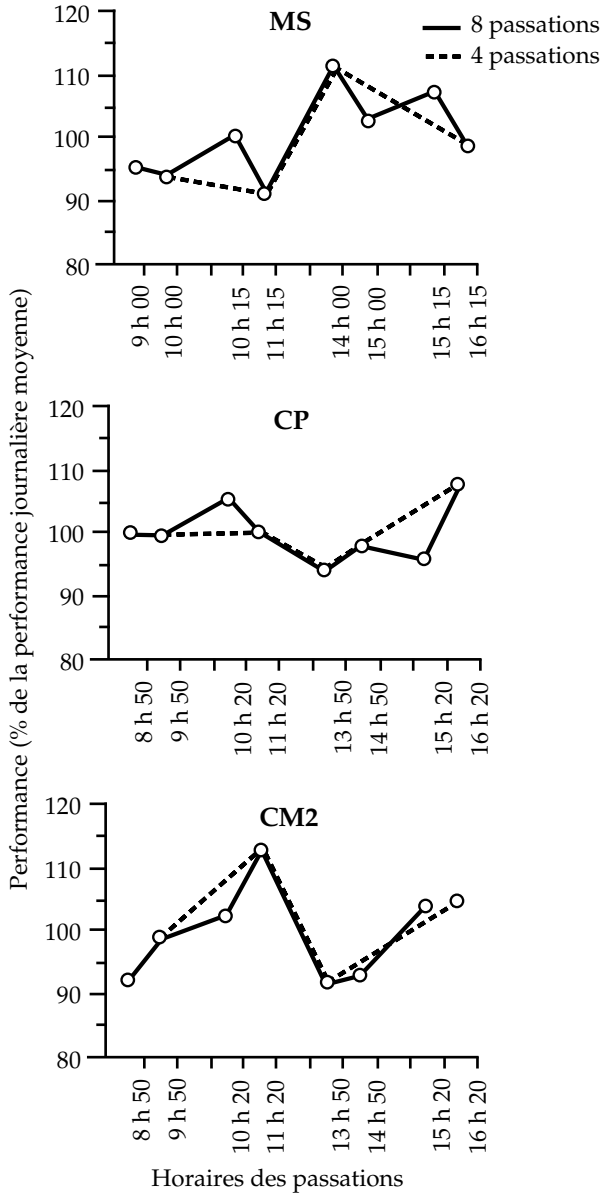 MS
8 passations
4 passations
120
110
100
90
80
9 h 00
10 h 00
10 h 15
11 h 15
14 h 00
15 h 00
15 h 15
16 h 15
Performance (% de la performance journalière moyenne)
CP
120
110
100
90
80
8 h 50
9 h 50
10 h 20
11 h 20
13 h 50
14 h 50
15 h 20
16 h 20
CM2
120
110
100
90
80
8 h 50
9 h 50
10 h 20
11 h 20
13 h 50
14 h 50
15 h 20
16 h 20
Horaires des passations